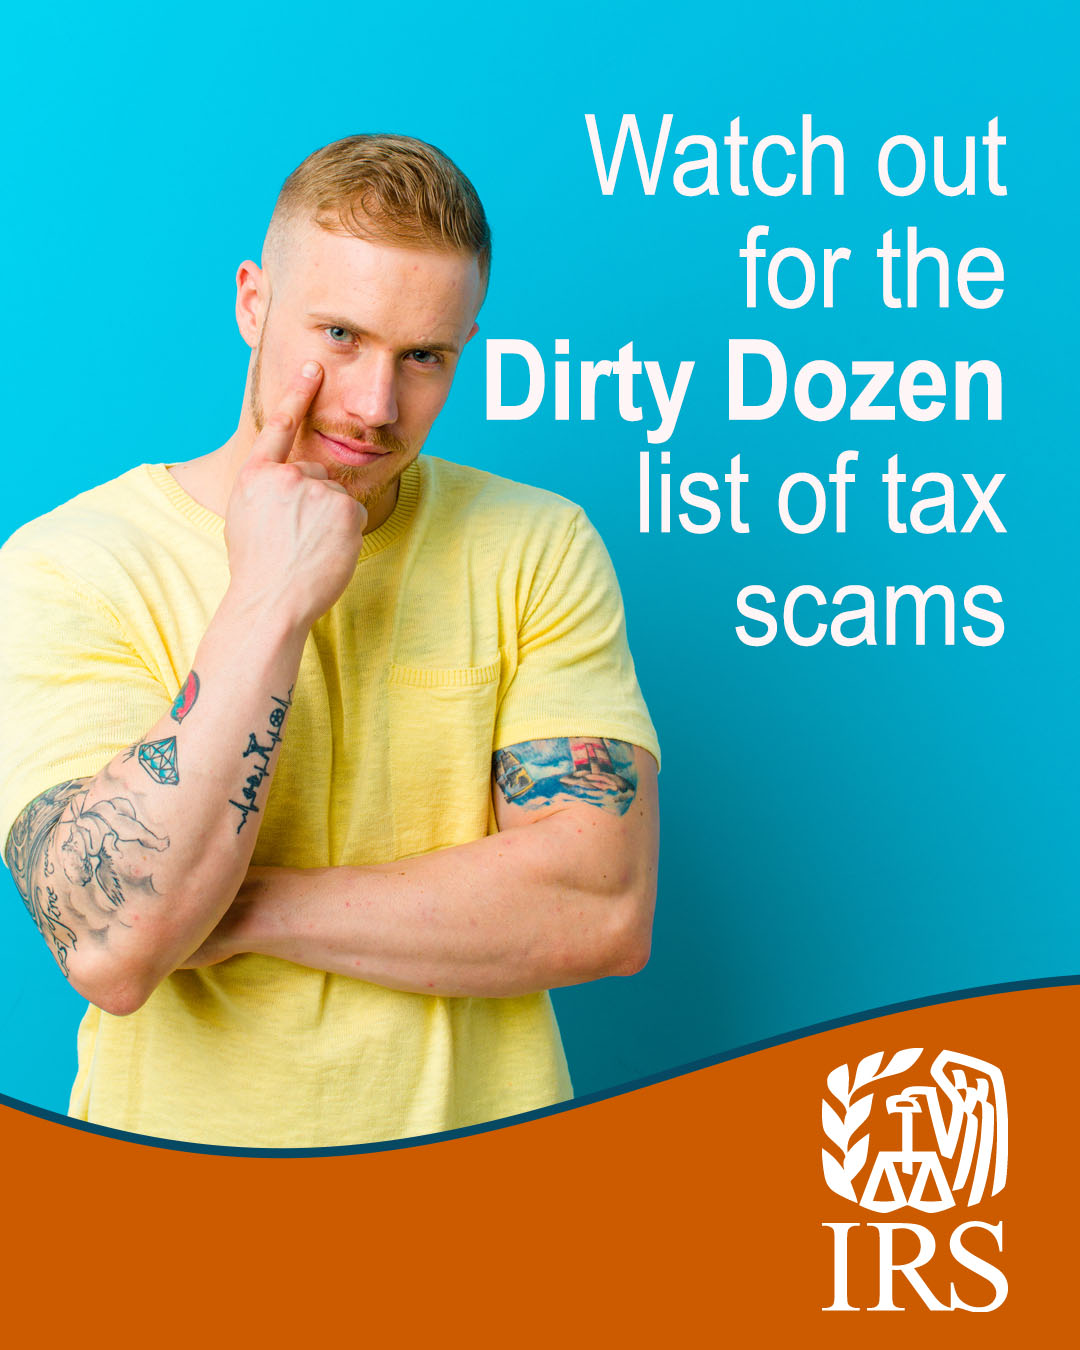 Watch out
for the
Dirty Dozen
list of tax
scams
IRS